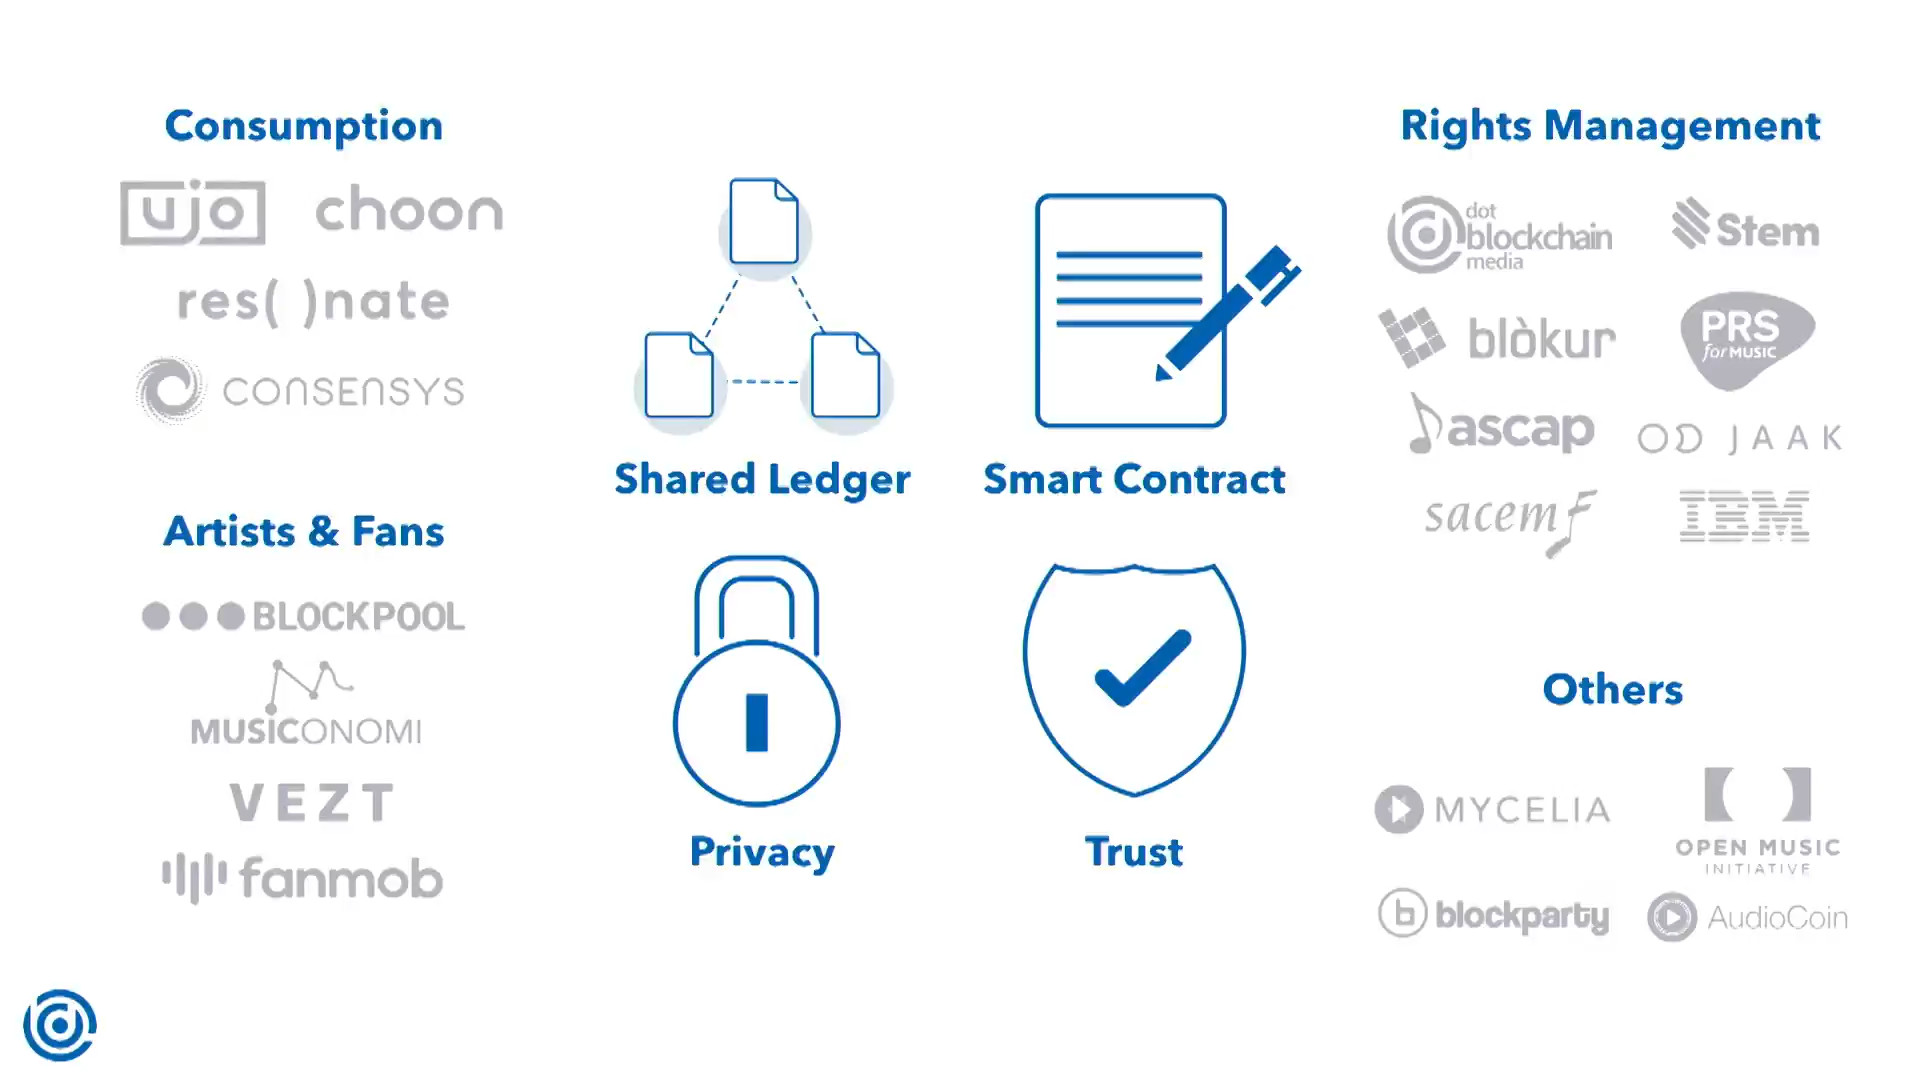 Consumption
ujo
choon
res( )nate
CONSENSYS
Artists & Fans
BLOCKPOOL
MUSICONOMI
VEZT
fanmob
Shared Ledger
Smart Contract
Privacy
Trust
Rights Management
dot
blockchain
media
Stem
blòkur
PRS
for MUSIC
ascap
JAAK
sacem
IBM
Others
MYCELIA
OPEN MUSIC
INITIATIVE
b blockparty
AudioCoin